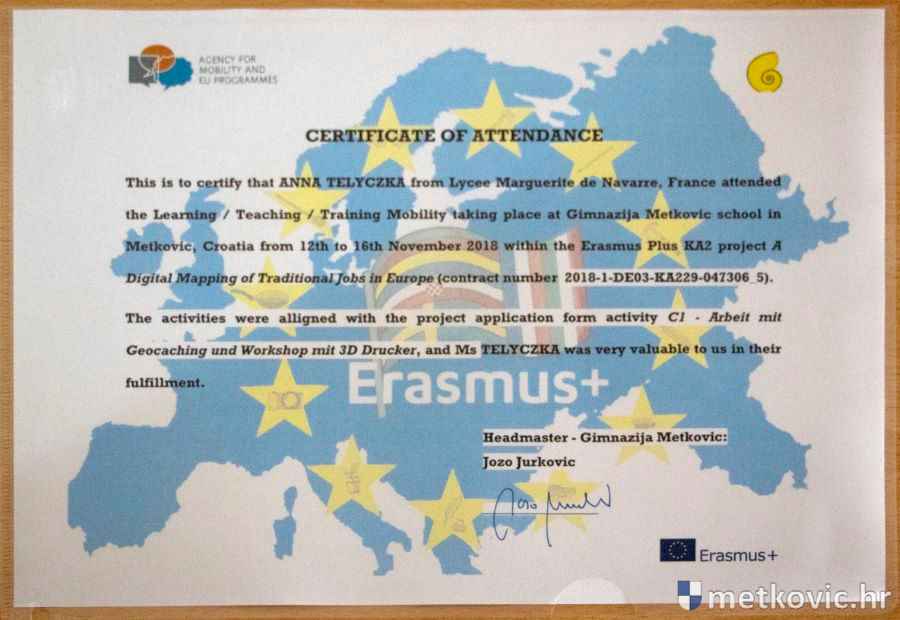 AGENCY FOR
MOBILITY AND
EU PROGRAMMES
CERTIFICATE OF ATTENDANCE
This is to certify that ANNA TELYCZKA from Lycee Marguerite de Navarre, France attended
the Learning / Teaching / Training Mobility taking place at Gimnazija Metkovic school in
Metkovic, Croatia from 12th to 16th November 2018 within the Erasmus Plus KA2 project A
Digital Mapping of Traditional Jobs in Europe (contract number 2018-1-DE03-KA229-047306_5).
The activities were alligned with the project application form activity C1 - Arbeit mit
Geocaching und Workshop mit 3D Drucker, and Ms TELYCZKA was very valuable to us in their
fulfillment.
Erasmus+
Headmaster - Gimnazija Metkovic:
Jozo Jurkovic
Erasmus+
metkovic.hr